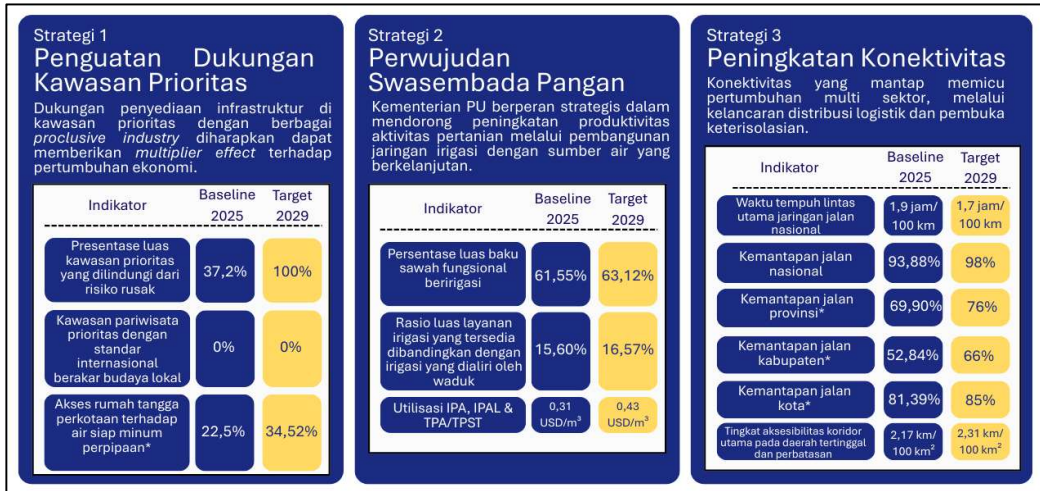 Strategi 1
Penguatan Dukungan
Kawasan Prioritas
Dukungan penyediaan infrastruktur di
kawasan prioritas dengan berbagai
proclusive industry diharapkan dapat
memberikan multiplier effect terhadap
pertumbuhan ekonomi.
Indikator
Baseline
2025
Target
2029
Presentase luas
kawasan prioritas
yang dilindungi dari
risiko rusak
37,2%
100%
Kawasan pariwisata
prioritas dengan
standar
internasional
berakar budaya lokal
0%
0%
Akses rumah tangga
perkotaan terhadap
air siap minum
perpipaan*
22,5%
34,52%
Strategi 2
Perwujudan
Swasembada Pangan
Kementerian PU berperan strategis dalam
mendorong peningkatan produktivitas
aktivitas pertanian melalui pembangunan
jaringan irigasi dengan sumber air yang
berkelanjutan.
Indikator
Baseline
2025
Target
2029
Persentase luas baku
sawah fungsional
beririgasi
61,55%
63,12%
Rasio luas layanan
irigasi yang tersedia
dibandingkan dengan
irigasi yang dialiri oleh
waduk
15,60%
16,57%
Utilisasi IPA, IPAL &
TPA/TPST
0,31
USD/m³
0,43
USD/m³
Strategi 3
Peningkatan Konektivitas
Konektivitas yang mantap memicu
pertumbuhan multi sektor, melalui
kelancaran distribusi logistik dan pembuka
keterisolasian.
Indikator
Baseline
2025
Target
2029
Waktu tempuh lintas
utama jaringan jalan
nasional
1,9 jam/
100 km
1,7 jam/
100 km
Kemantapan jalan
nasional
93,88%
98%
Kemantapan jalan
provinsi*
69,90%
76%
Kemantapan jalan
kabupaten*
52,84%
66%
Kemantapan jalan
kota*
81,39%
85%
Tingkat aksesibilitas koridor
utama pada daerah tertinggal
dan perbatasan
2,17 km/
100 km²
2,31 km/
100 km²